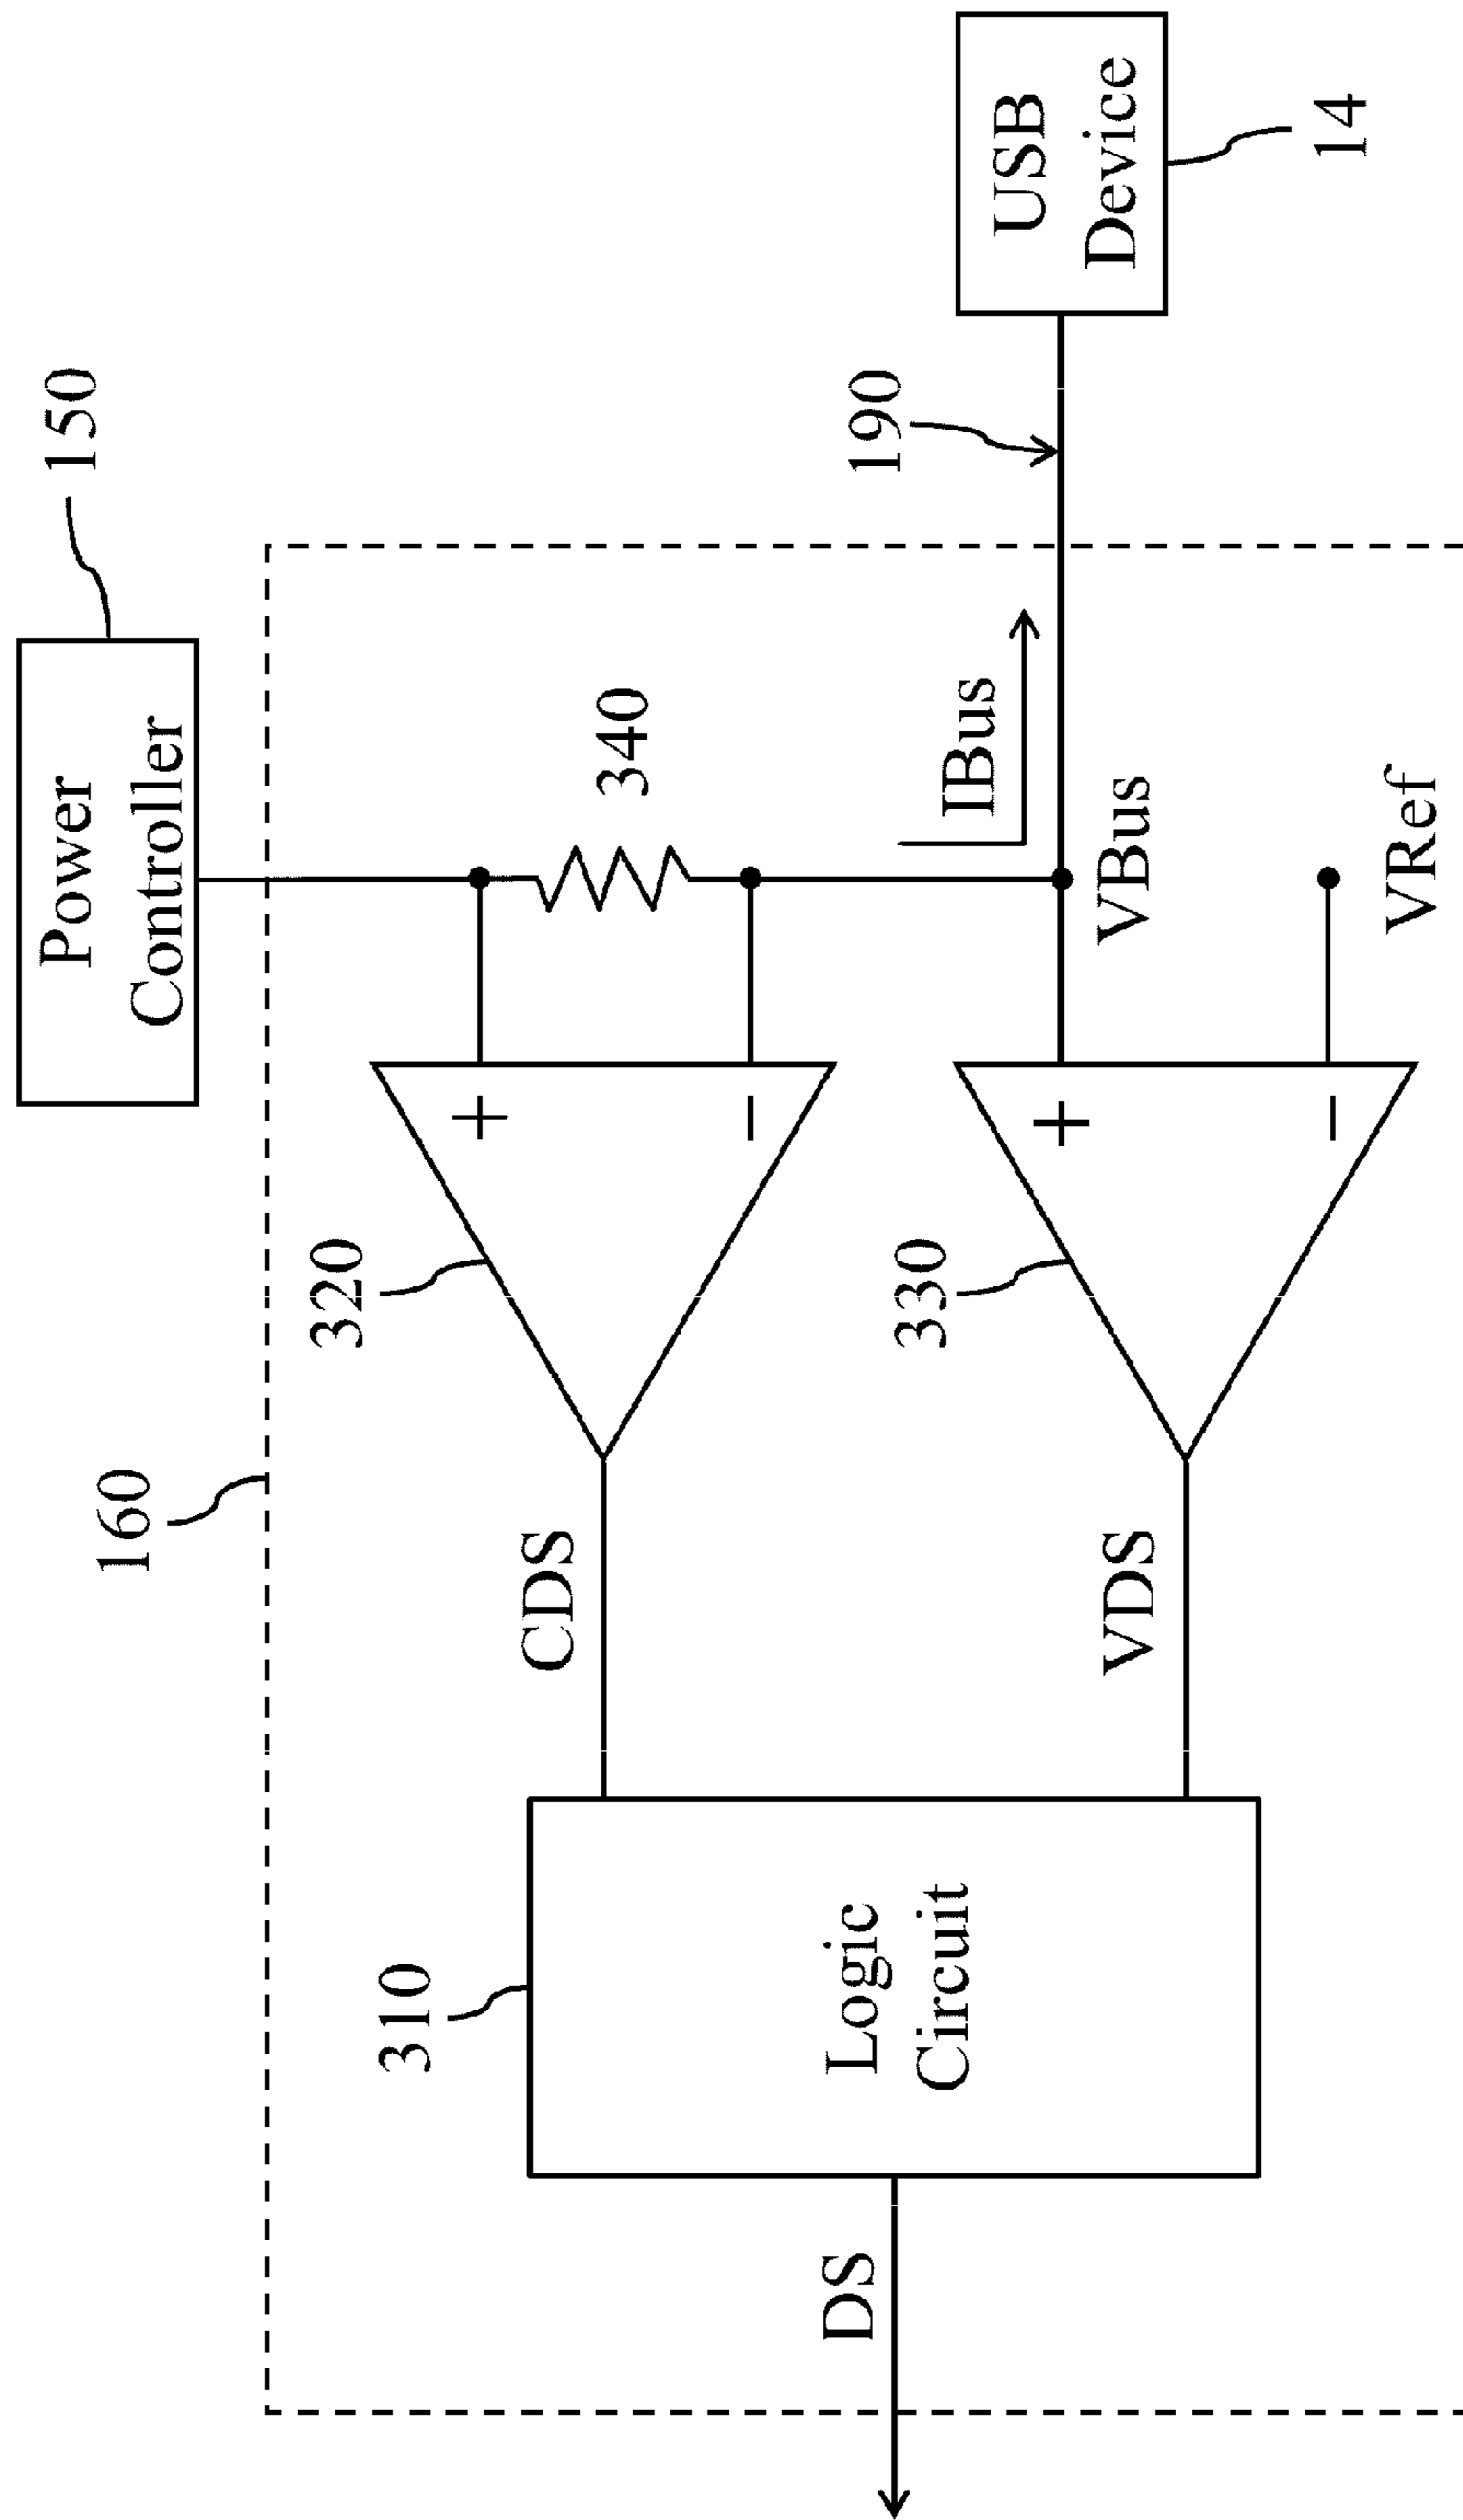 150
Power
Controller
160
320
340
190
USB
Device
14
310
CDS
+
−
IBus
330
Logic
Circuit
DS
VDS
+
−
VBus
VRef